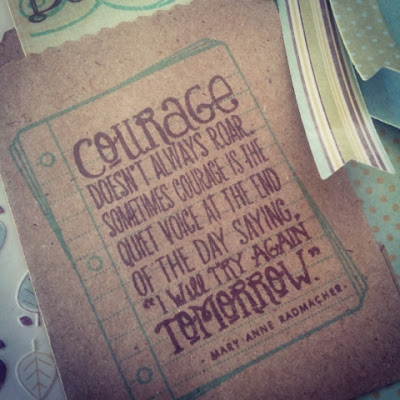 COURAGE
DOESN'T ALWAYS ROAR.
SOMETIMES COURAGE IS THE
QUIET VOICE AT THE END
OF THE DAY SAYING,
"I WILL TRY AGAIN
TOMORROW."
- MARY ANNE RADMACHER-